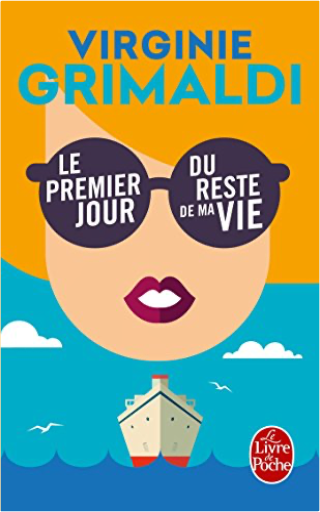 VIRGINIE
GRIMALDI
LE
PREMIER
JOUR
DU
RESTE
DE MA VIE
Le
Livre
de
Poche